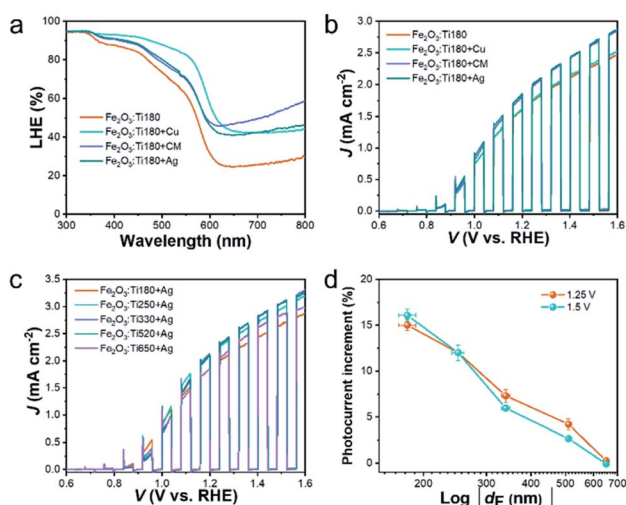 a
100
80
60
40
20
0
LHE (%)
Fe₂O₃:Ti180
Fe₂O₃:Ti180+Cu
Fe₂O₃:Ti180+CM
Fe₂O₃:Ti180+Ag
300 400 500 600 700 800
Wavelength (nm)
b
3.0
2.5
2.0
1.5
1.0
0.5
0.0
J (mA cm⁻²)
Fe₂O₃:Ti180
Fe₂O₃:Ti180+Cu
Fe₂O₃:Ti180+CM
Fe₂O₃:Ti180+Ag
0.6 0.8 1.0 1.2 1.4 1.6
V (V vs. RHE)
c
3.5
3.0
2.5
2.0
1.5
1.0
0.5
0.0
J (mA cm⁻²)
Fe₂O₃:Ti180+Ag
Fe₂O₃:Ti250+Ag
Fe₂O₃:Ti330+Ag
Fe₂O₃:Ti520+Ag
Fe₂O₃:Ti650+Ag
0.6 0.8 1.0 1.2 1.4 1.6
V (V vs. RHE)
d
20
15
10
5
0
Photocurrent increment (%)
1.25 V
1.5 V
200 300 400 500 600 700
Log |dF (nm)|